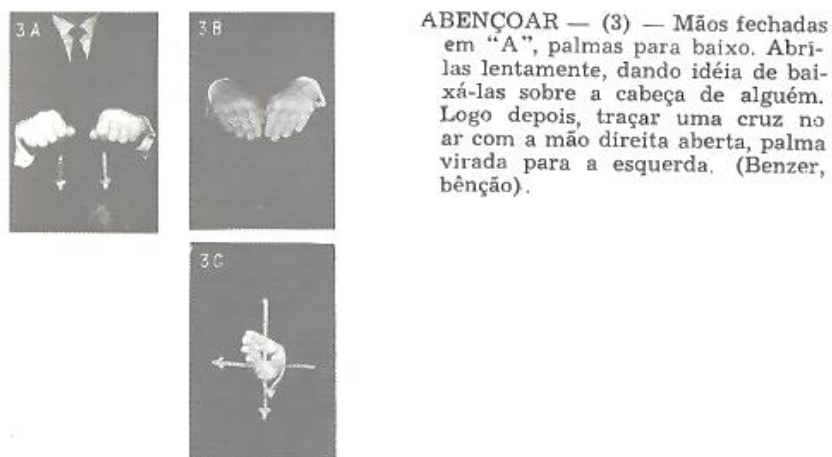 3A
3B
ABENÇOAR — (3) — Mãos fechadas
em “A”, palmas para baixo. Abri-
las lentamente, dando idéia de bai-
xá-las sobre a cabeça de alguém.
Logo depois, traçar uma cruz no
ar com a mão direita aberta, palma
virada para a esquerda. (Benzer,
bênção).
3C